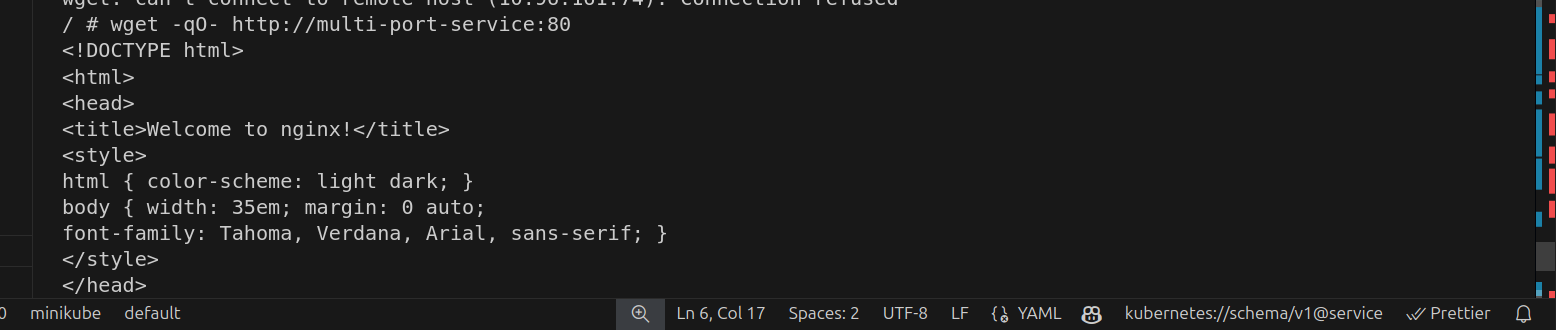 wget: can't connect to remote host (10.96.181.74): Connection refused
/ # wget -qO- http://multi-port-service:80
<!DOCTYPE html>
<html>
<head>
<title>Welcome to nginx!</title>
<style>
html { color-scheme: light dark; }
body { width: 35em; margin: 0 auto;
font-family: Tahoma, Verdana, Arial, sans-serif; }
</style>
</head>
0 minikube default Ln 6, Col 17 Spaces: 2 UTF-8 LF {} YAML kubernetes://schema/v1@service Prettier